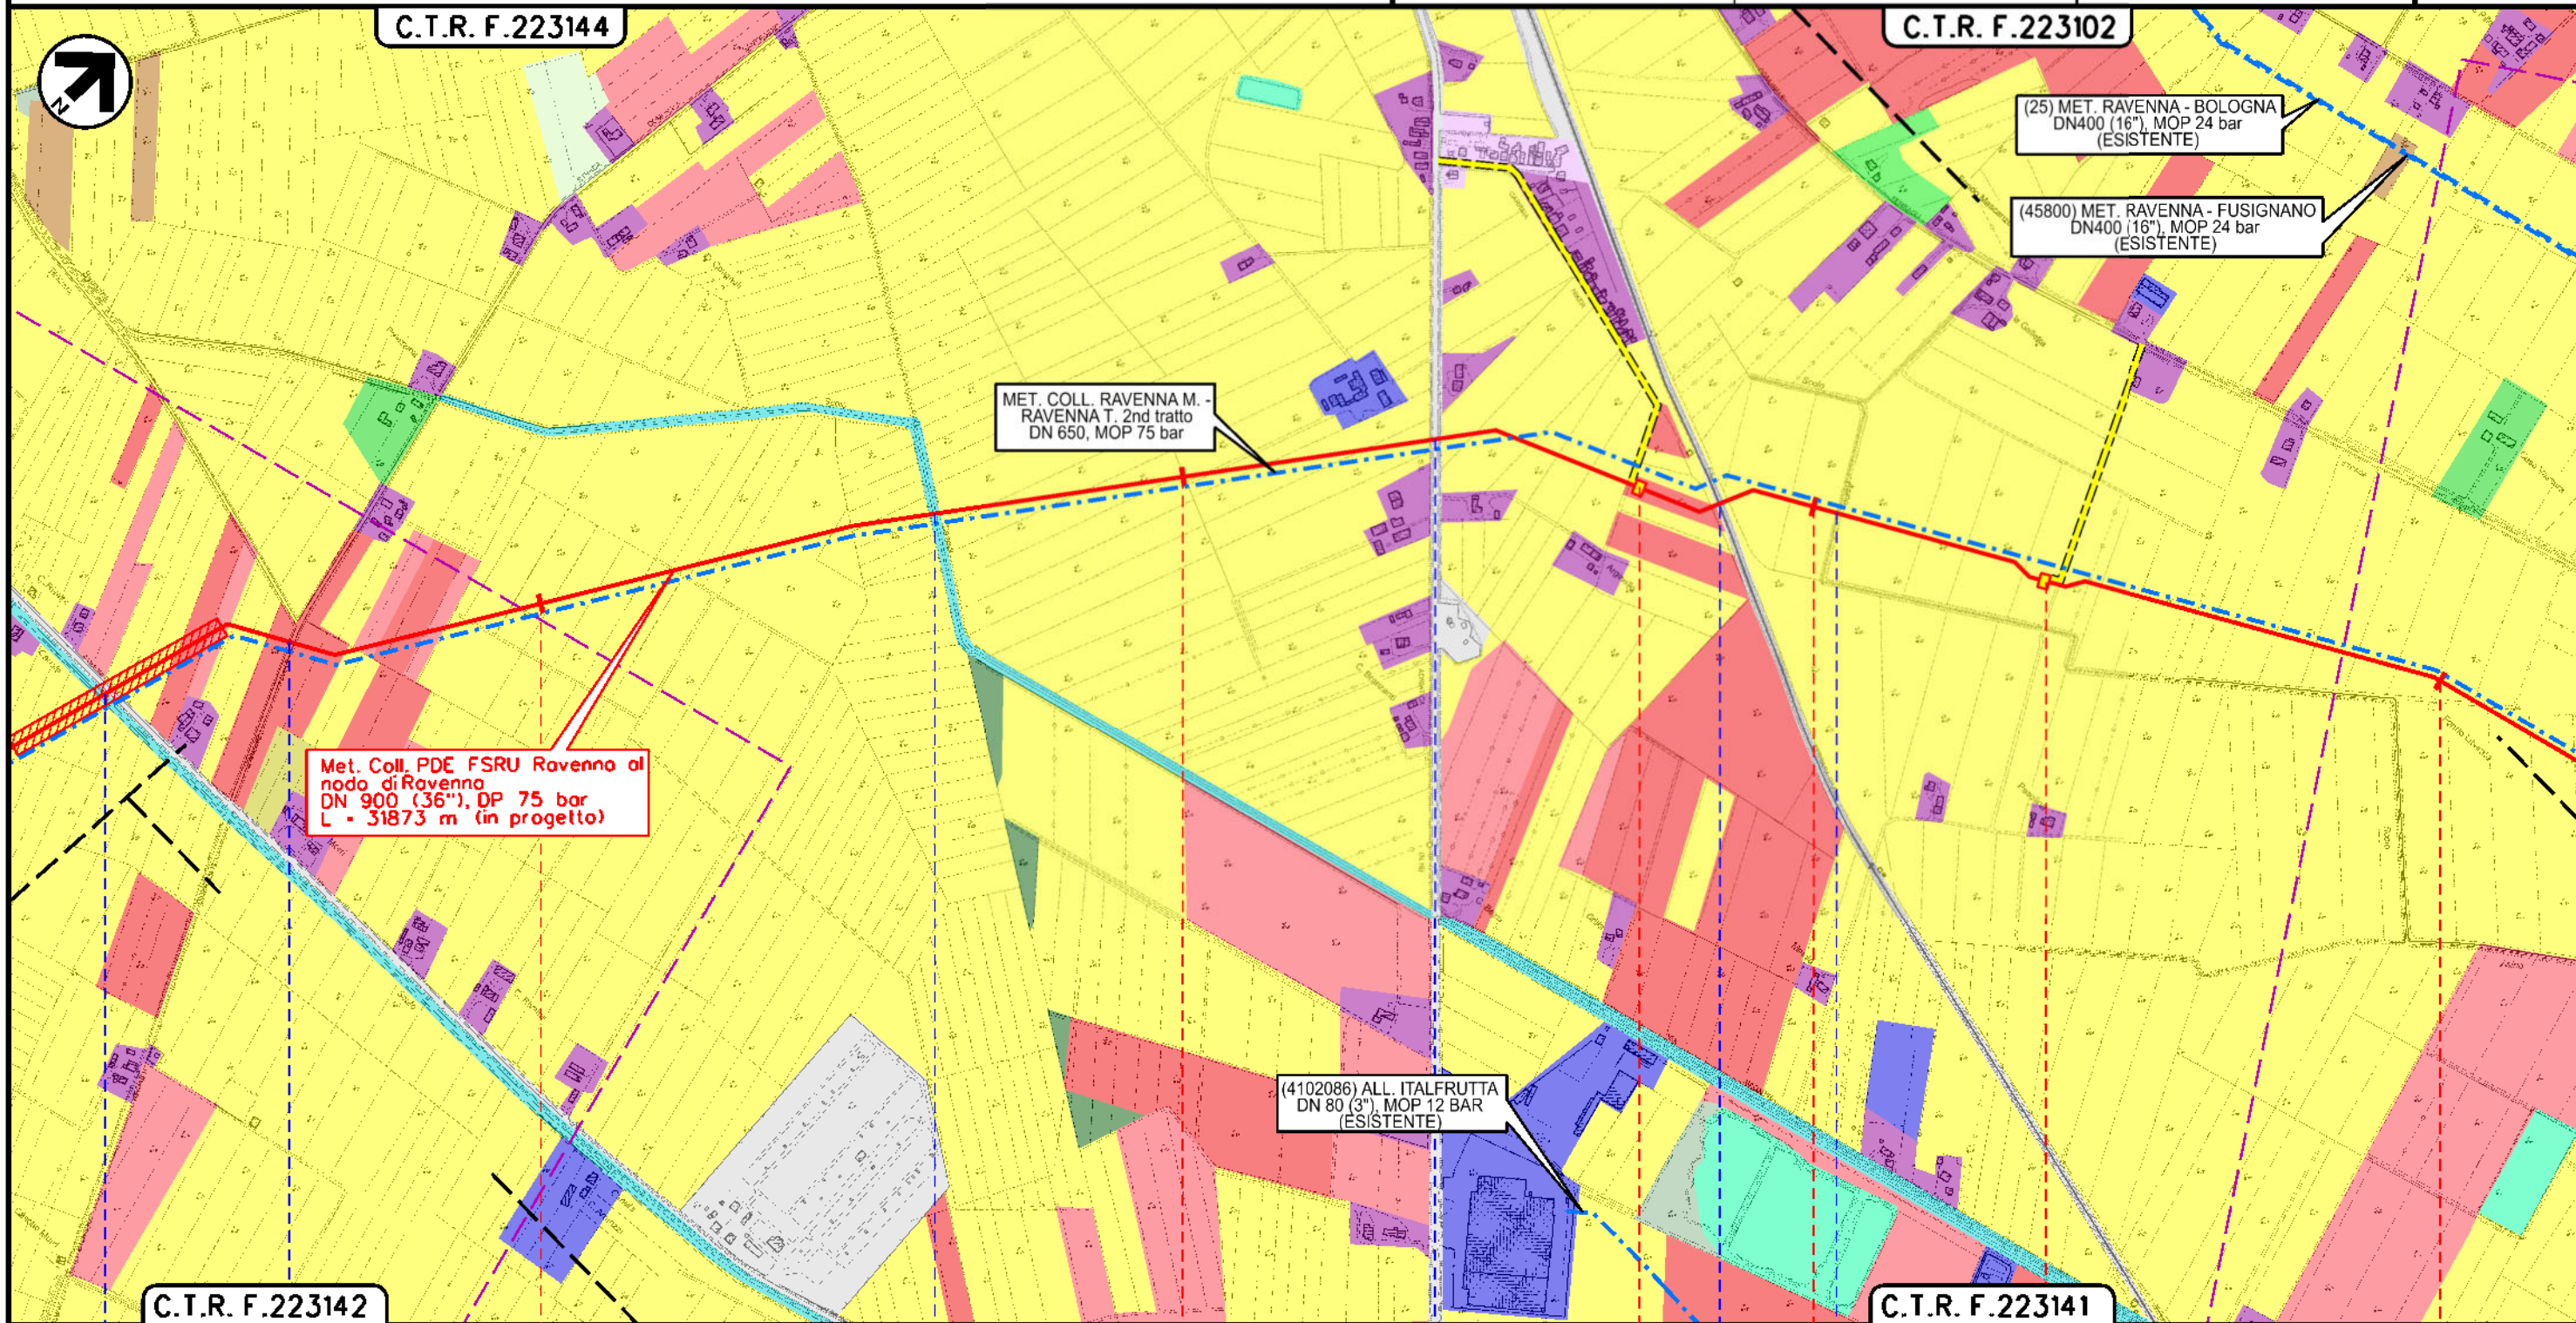 C.T.R. F.223144
C.T.R. F.223102
N
(25) MET. RAVENNA - BOLOGNA
DN400 (16"), MOP 24 bar
(ESISTENTE)
(45800) MET. RAVENNA - FUSIGNANO
DN400 (16"), MOP 24 bar
(ESISTENTE)
MET. COLL. RAVENNA M. -
RAVENNA T. 2nd tratto
DN 650, MOP 75 bar
Met. Coll. PDE FSRU Ravenna al
nodo di Ravenna
DN 900 (36"), DP 75 bar
L = 31873 m (in progetto)
(4102086) ALL. ITALFRUTTA
DN 80 (3"), MOP 12 BAR
(ESISTENTE)
C.T.R. F.223142
C.T.R. F.223141